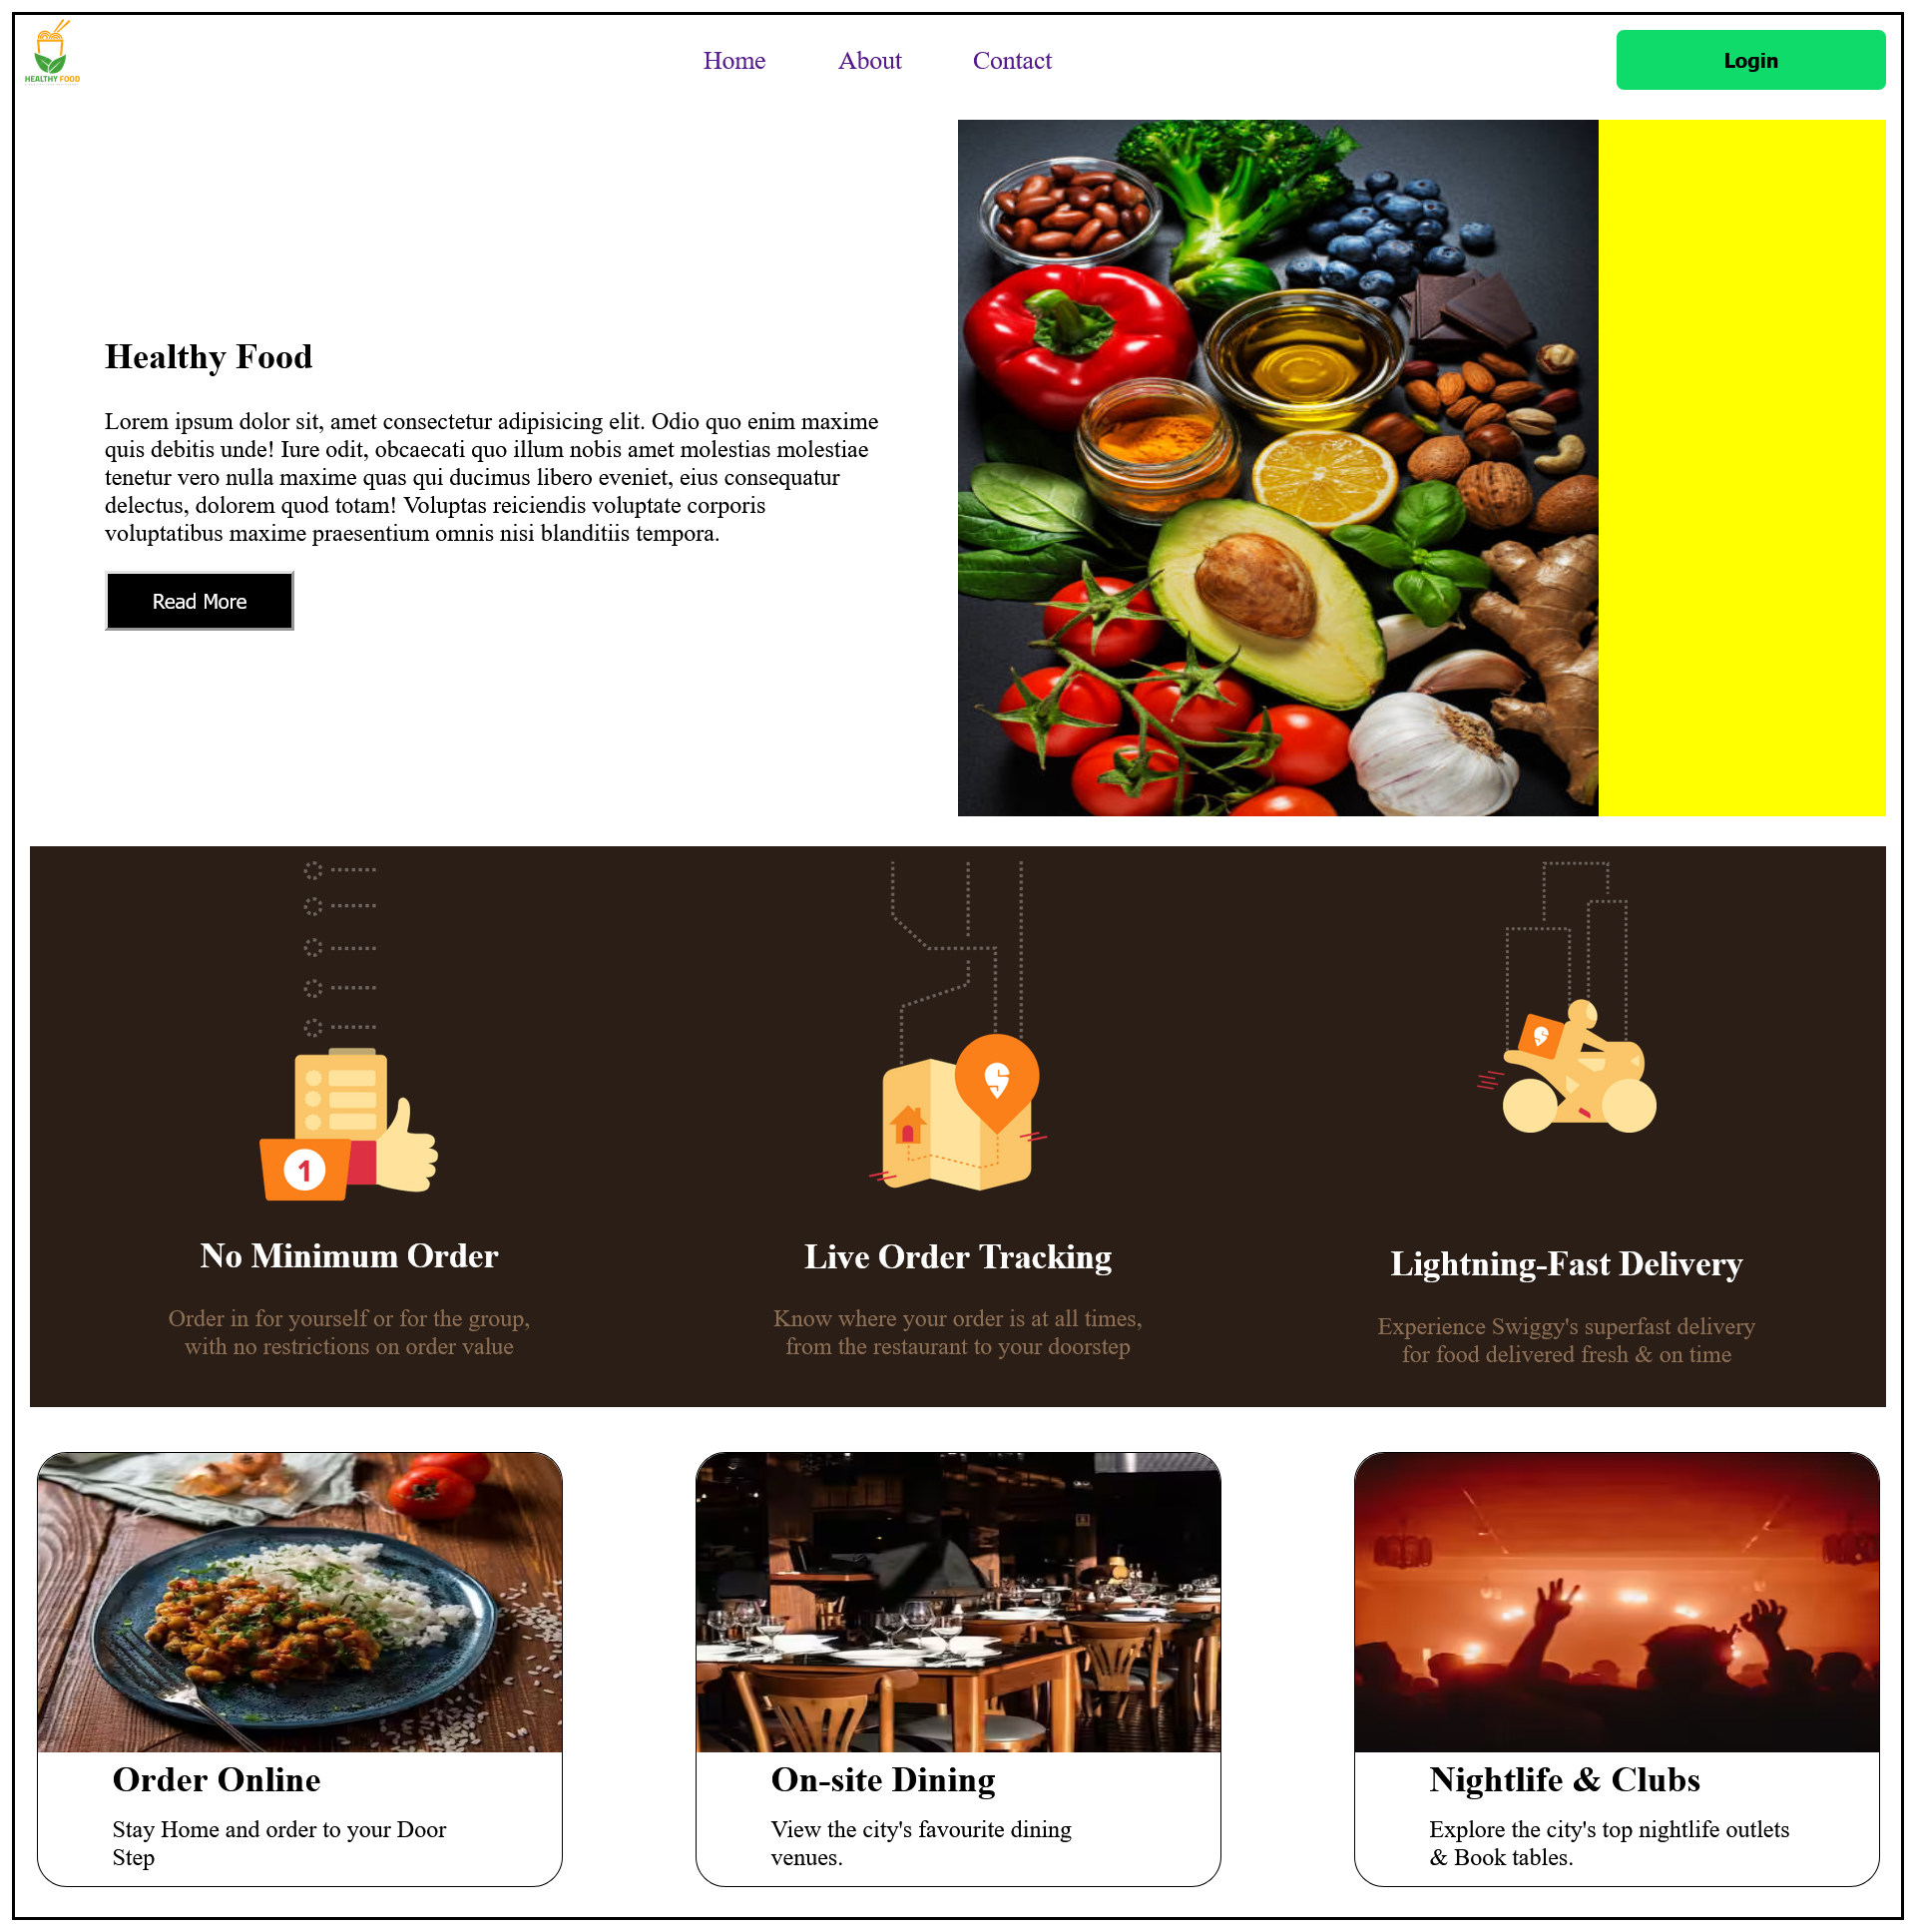 HEALTHY FOOD
Home
About
Contact
Login
Healthy Food
Lorem ipsum dolor sit, amet consectetur adipisicing elit. Odio quo enim maxime
quis debitis unde! Iure odit, obcaecati quo illum nobis amet molestias molestiae
tenetur vero nulla maxime quas qui ducimus libero eveniet, eius consequatur
delectus, dolorem quod totam! Voluptas reiciendis voluptate corporis
voluptatibus maxime praesentium omnis nisi blanditiis tempora.
Read More
1
No Minimum Order
Order in for yourself or for the group,
with no restrictions on order value
Live Order Tracking
Know where your order is at all times,
from the restaurant to your doorstep
Lightning-Fast Delivery
Experience Swiggy's superfast delivery
for food delivered fresh & on time
Order Online
Stay Home and order to your Door
Step
On-site Dining
View the city's favourite dining
venues.
Nightlife & Clubs
Explore the city's top nightlife outlets
& Book tables.